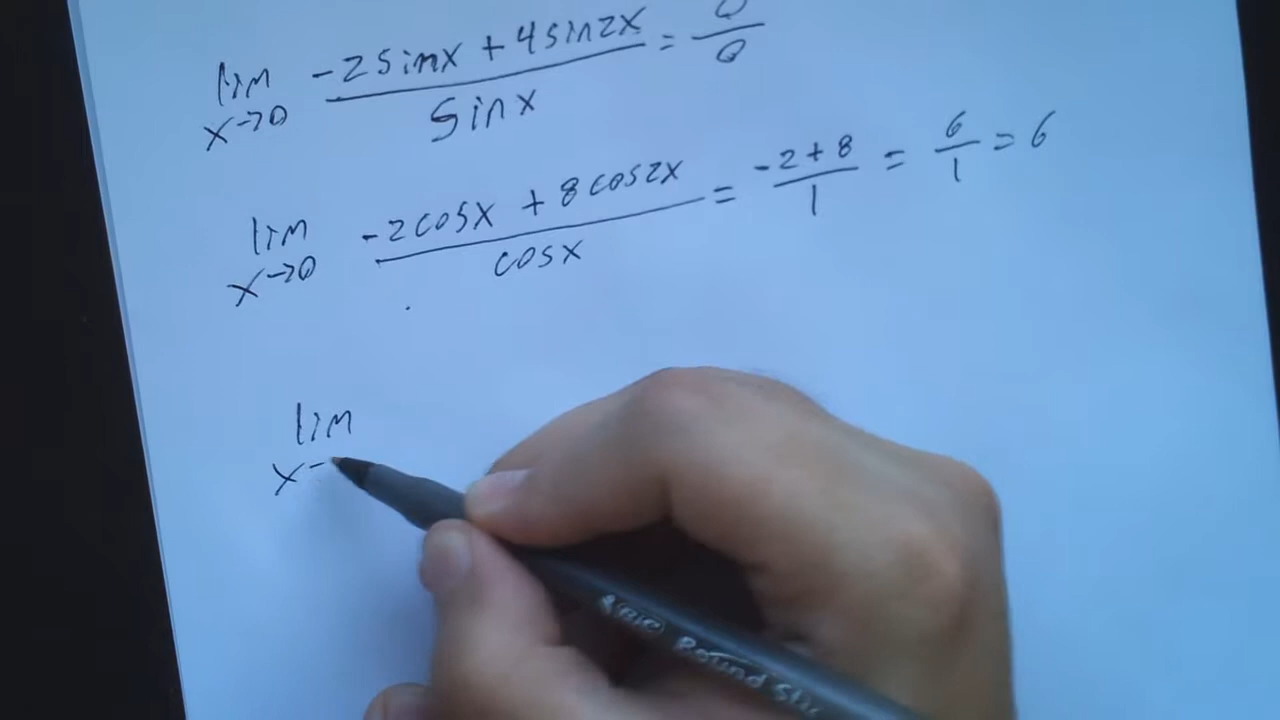 lim x→0 -2sinx + 4sin2x / sinx = 0/0
lim x→0 -2cosx + 8cos2x / cosx = -2+8 / 1 = 6/1 = 6
lim
x-
BIC Round Stic